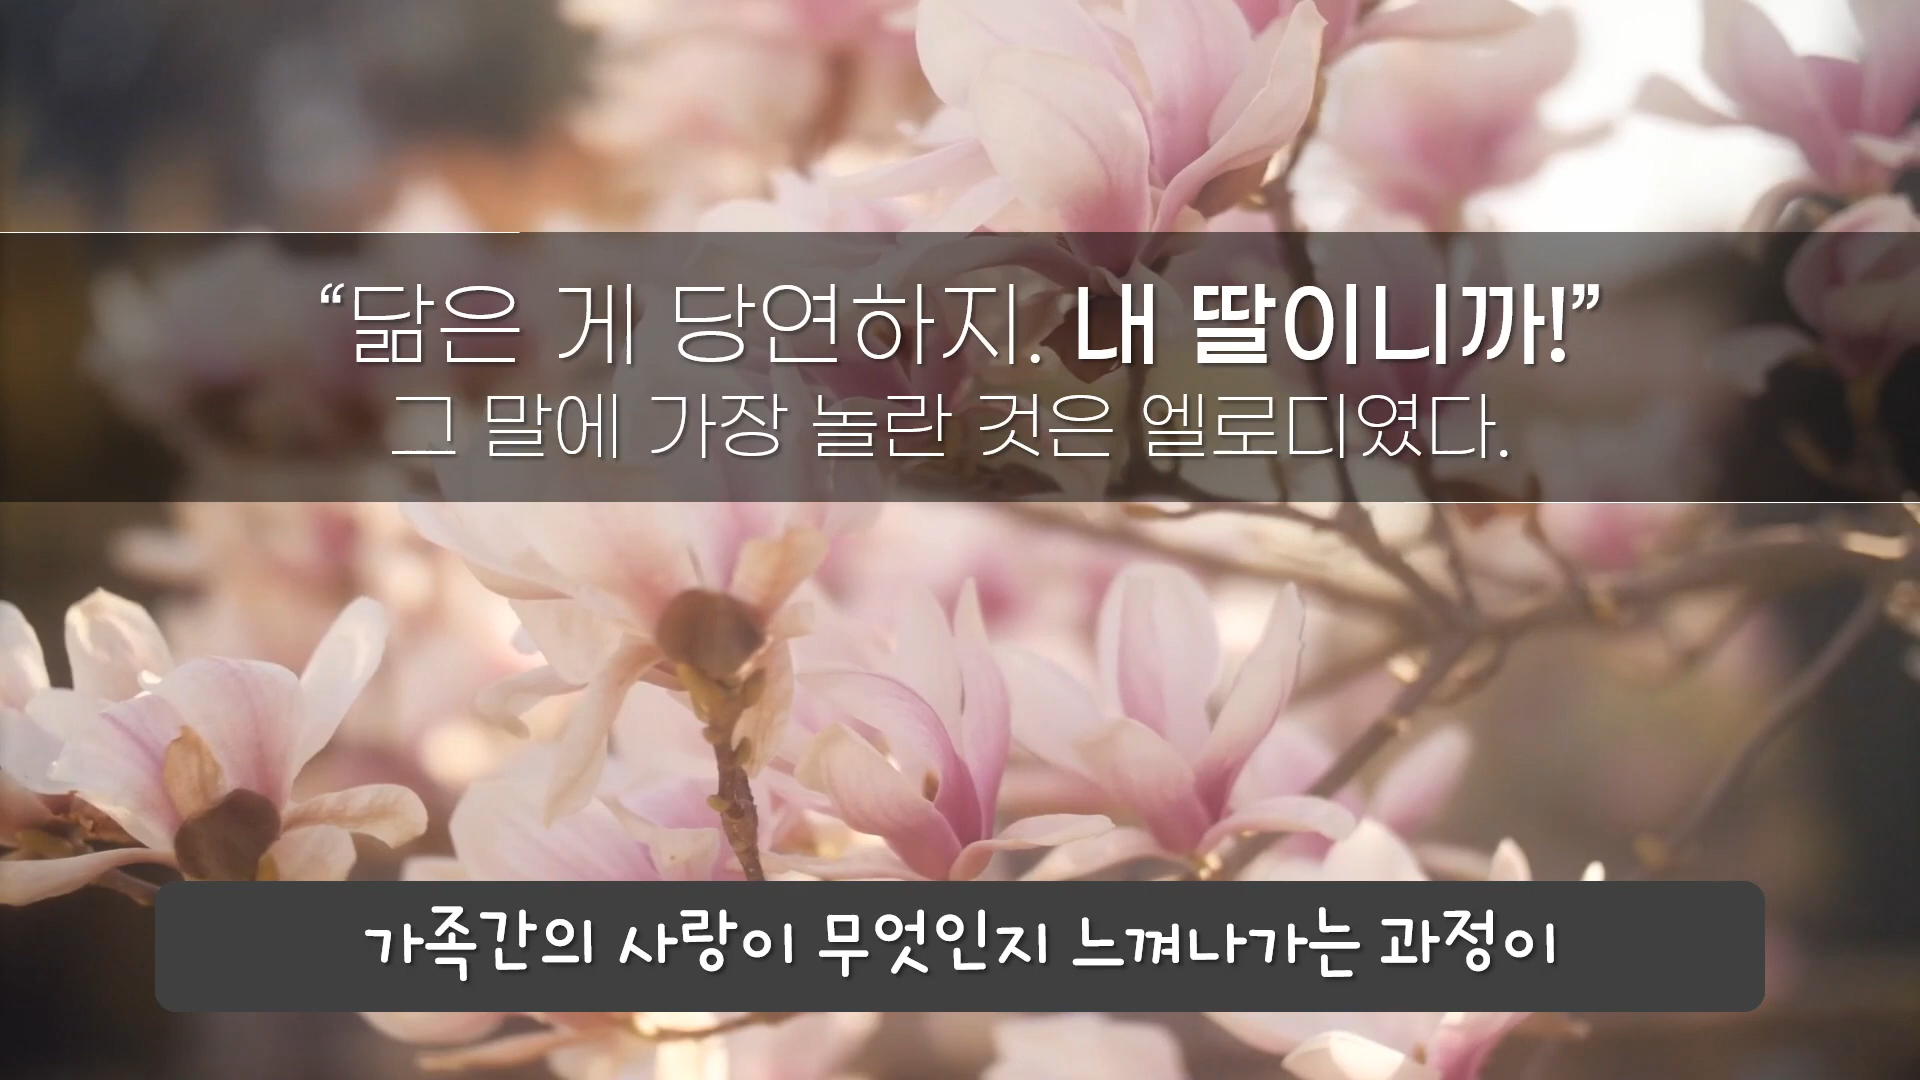 “닮은 게 당연하지. 내 딸이니까!”
그 말에 가장 놀란 것은 엘로디였다.
가족간의 사랑이 무엇인지 느껴나가는 과정이